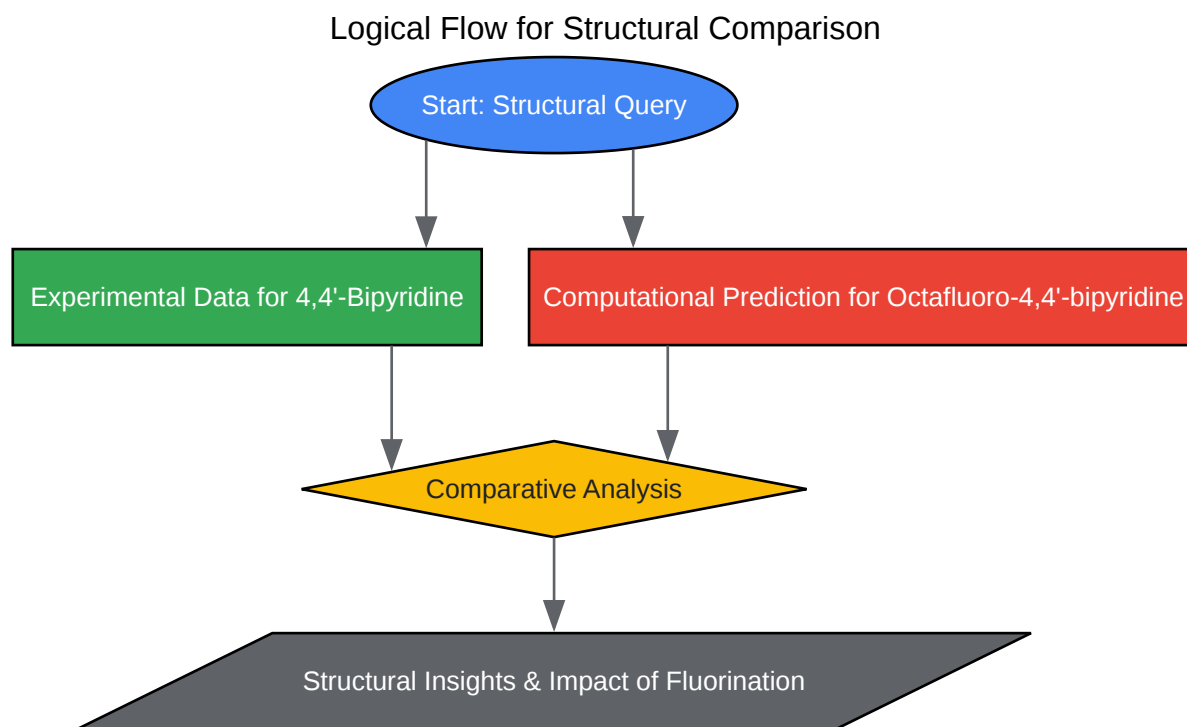 Logical Flow for Structural Comparison
Start: Structural Query
Experimental Data for 4,4'-Bipyridine
Computational Prediction for Octafluoro-4,4'-bipyridine
Comparative Analysis
Structural Insights & Impact of Fluorination